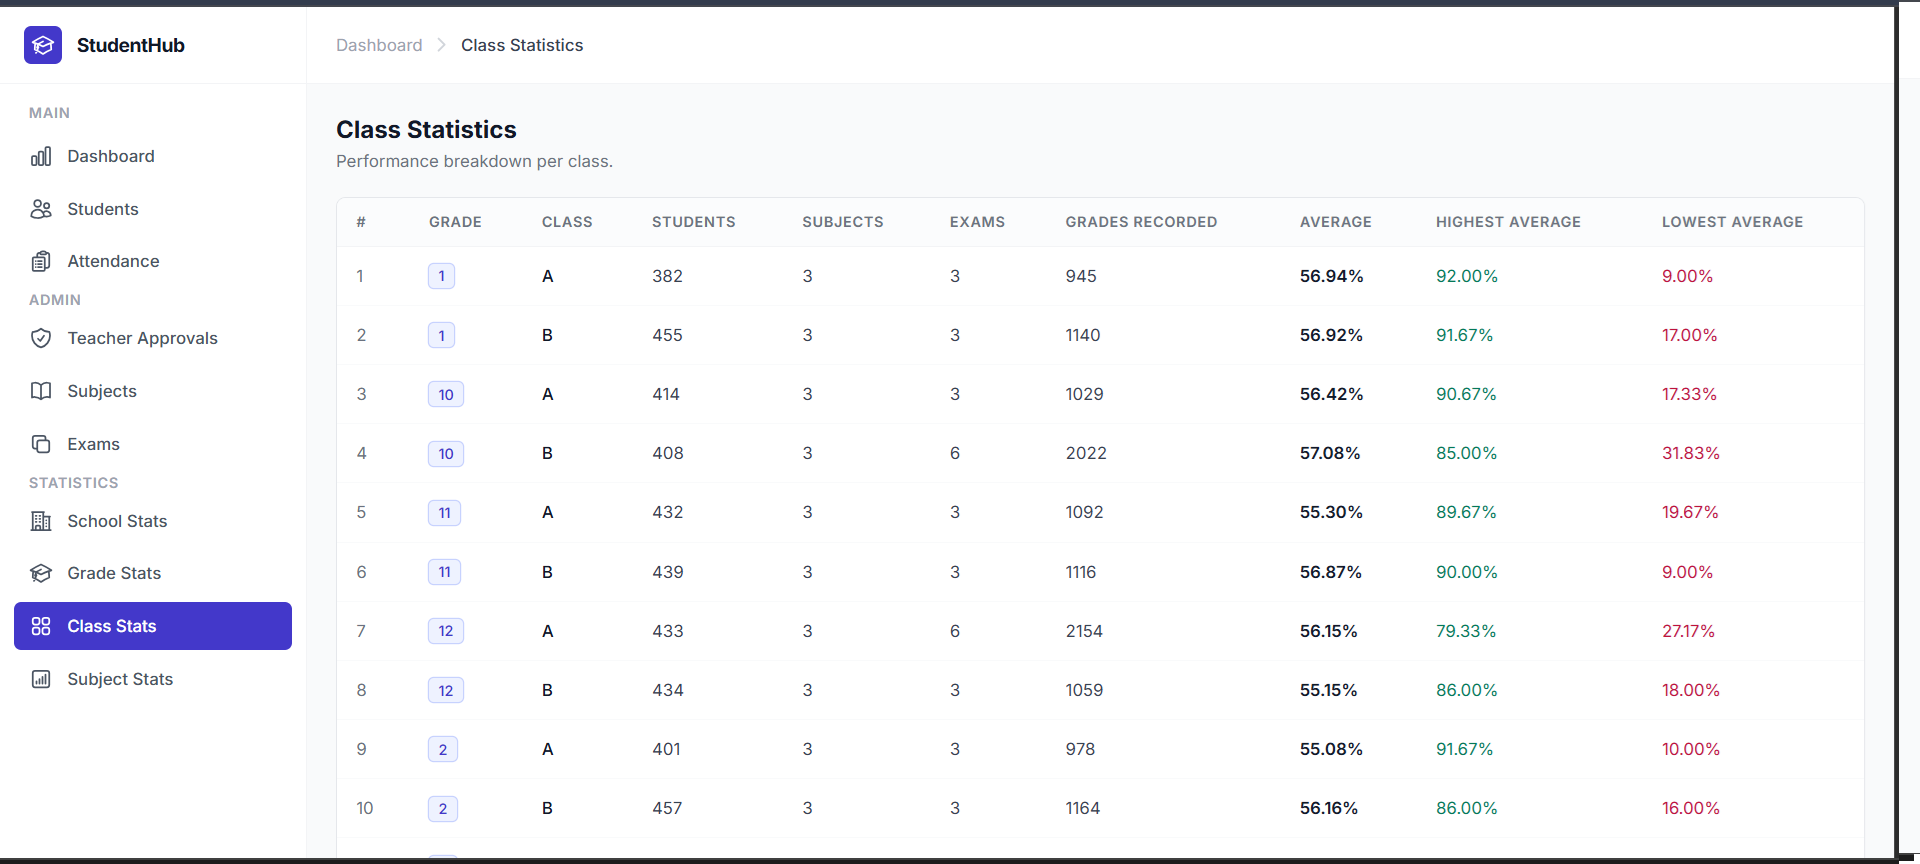 StudentHub
Dashboard > Class Statistics
MAIN
Dashboard
Students
Attendance
ADMIN
Teacher Approvals
Subjects
Exams
STATISTICS
School Stats
Grade Stats
Class Stats
Subject Stats
Class Statistics
Performance breakdown per class.
# GRADE CLASS STUDENTS SUBJECTS EXAMS GRADES RECORDED AVERAGE HIGHEST AVERAGE LOWEST AVERAGE
1 1 A 382 3 3 945 56.94% 92.00% 9.00%
2 1 B 455 3 3 1140 56.92% 91.67% 17.00%
3 10 A 414 3 3 1029 56.42% 90.67% 17.33%
4 10 B 408 3 6 2022 57.08% 85.00% 31.83%
5 11 A 432 3 3 1092 55.30% 89.67% 19.67%
6 11 B 439 3 3 1116 56.87% 90.00% 9.00%
7 12 A 433 3 6 2154 56.15% 79.33% 27.17%
8 12 B 434 3 3 1059 55.15% 86.00% 18.00%
9 2 A 401 3 3 978 55.08% 91.67% 10.00%
10 2 B 457 3 3 1164 56.16% 86.00% 16.00%